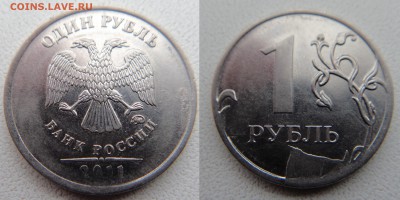 COINS.LAVE.RU
ОДИН РУБЛЬ
БАНК РОССИИ
2011
1
РУБЛЬ